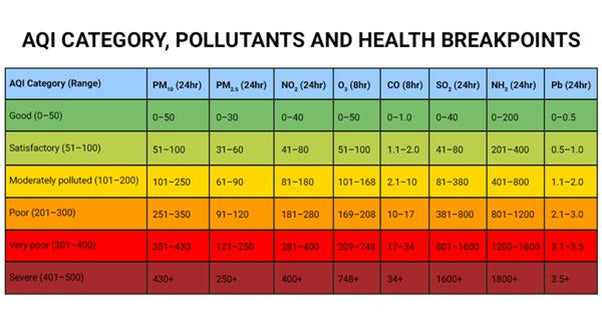 AQI CATEGORY, POLLUTANTS AND HEALTH BREAKPOINTS
AQI Category (Range) PM10 (24hr) PM2.5 (24hr) NO2 (24hr) O3 (8hr) CO (8hr) SO2 (24hr) NH3 (24hr) Pb (24hr)
Good (0–50) 0–50 0–30 0–40 0–50 0–1.0 0–40 0–200 0–0.5
Satisfactory (51–100) 51–100 31–60 41–80 51–100 1.1–2.0 41–80 201–400 0.5–1.0
Moderately polluted (101–200) 101–250 61–90 81–180 101–168 2.1–10 81–380 401–800 1.1–2.0
Poor (201–300) 251–350 91–120 181–280 169–208 10–17 381–800 801–1200 2.1–3.0
Very poor (301–400) 351–430 121–250 281–400 209–748 17–34 801–1600 1200–1800 3.1–3.5
Severe (401–500) 430+ 250+ 400+ 748+ 34+ 1600+ 1800+ 3.5+